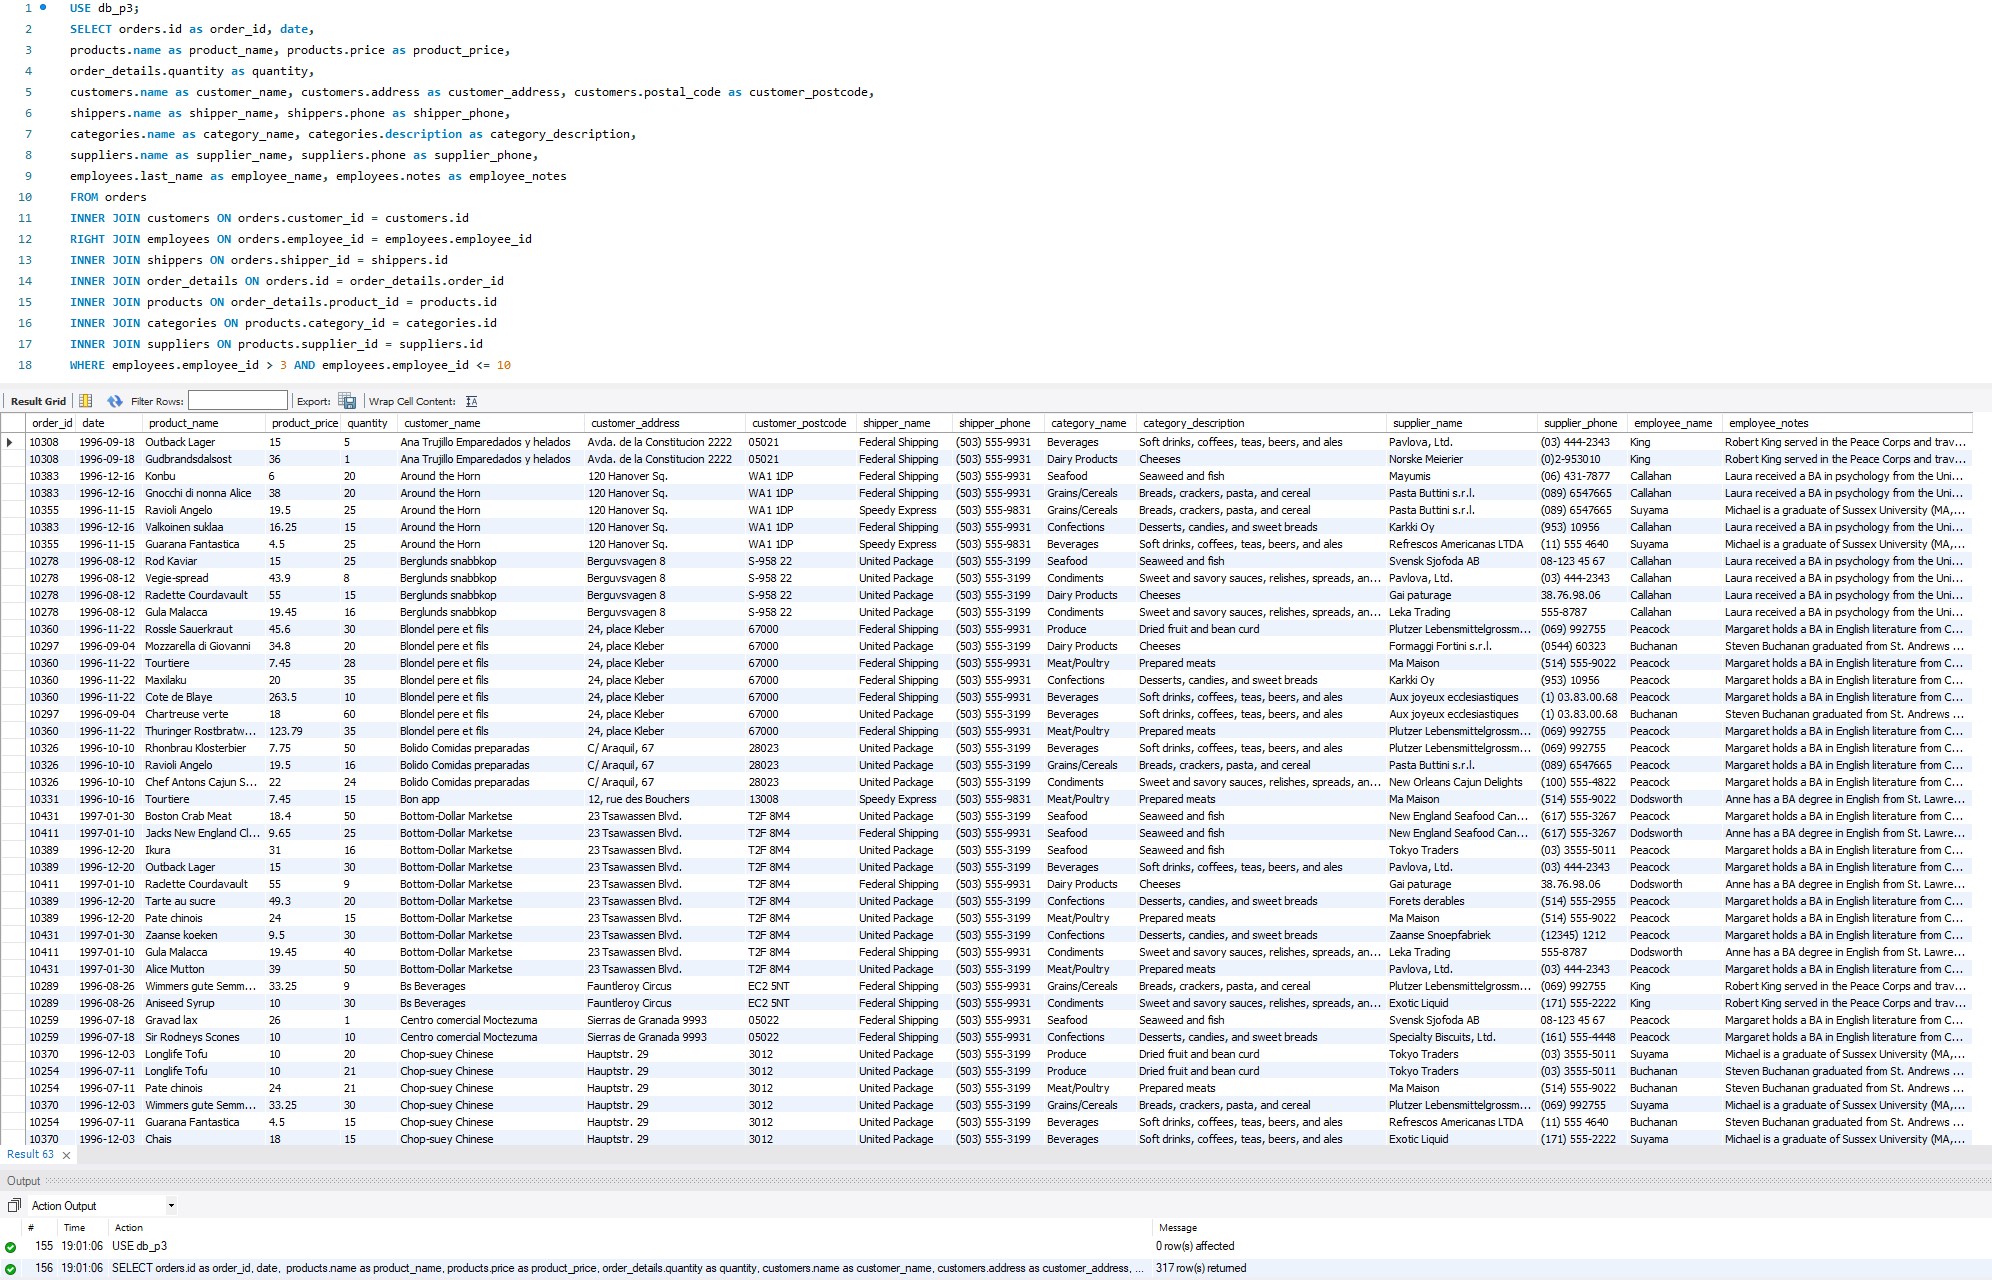 1 USE db_p3;
2 SELECT orders.id as order_id, date,
3 products.name as product_name, products.price as product_price,
4 order_details.quantity as quantity,
5 customers.name as customer_name, customers.address as customer_address, customers.postal_code as customer_postcode,
6 shippers.name as shipper_name, shippers.phone as shipper_phone,
7 categories.name as category_name, categories.description as category_description,
8 suppliers.name as supplier_name, suppliers.phone as supplier_phone,
9 employees.last_name as employee_name, employees.notes as employee_notes
10 FROM orders
11 INNER JOIN customers ON orders.customer_id = customers.id
12 RIGHT JOIN employees ON orders.employee_id = employees.employee_id
13 INNER JOIN shippers ON orders.shipper_id = shippers.id
14 INNER JOIN order_details ON orders.id = order_details.order_id
15 INNER JOIN products ON order_details.product_id = products.id
16 INNER JOIN categories ON products.category_id = categories.id
17 INNER JOIN suppliers ON products.supplier_id = suppliers.id
18 WHERE employees.employee_id > 3 AND employees.employee_id <= 10
Result Grid Filter Rows: Export: Wrap Cell Content:
order_id date product_name product_price quantity customer_name customer_address customer_postcode shipper_name shipper_phone category_name category_description supplier_name supplier_phone employee_name employee_notes
10308 1996-09-18 Outback Lager 15 5 Ana Trujillo Emparedados y helados Avda. de la Constitucion 2222 05021 Federal Shipping (503) 555-9931 Beverages Soft drinks, coffees, teas, beers, and ales Pavlova, Ltd. (03) 444-2343 King Robert King served in the Peace Corps and trav...
10308 1996-09-18 Gudbrandsdalsost 36 1 Ana Trujillo Emparedados y helados Avda. de la Constitucion 2222 05021 Federal Shipping (503) 555-9931 Dairy Products Cheeses Norske Meierier (0)2-953010 King Robert King served in the Peace Corps and trav...
10383 1996-12-16 Konbu 6 20 Around the Horn 120 Hanover Sq. WA1 1DP Federal Shipping (503) 555-9931 Seafood Seaweed and fish Mayumis (06) 431-7877 Callahan Laura received a BA in psychology from the Uni...
10383 1996-12-16 Gnocchi di nonna Alice 38 20 Around the Horn 120 Hanover Sq. WA1 1DP Federal Shipping (503) 555-9931 Grains/Cereals Breads, crackers, pasta, and cereal Pasta Buttini s.r.l. (089) 6547665 Callahan Laura received a BA in psychology from the Uni...
10355 1996-11-15 Ravioli Angelo 19.5 25 Around the Horn 120 Hanover Sq. WA1 1DP Speedy Express (503) 555-9831 Grains/Cereals Breads, crackers, pasta, and cereal Pasta Buttini s.r.l. (089) 6547665 Suyama Michael is a graduate of Sussex University (MA,...
10383 1996-12-16 Valkoinen suklaa 16.25 15 Around the Horn 120 Hanover Sq. WA1 1DP Federal Shipping (503) 555-9931 Confections Desserts, candies, and sweet breads Karkki Oy (953) 10956 Callahan Laura received a BA in psychology from the Uni...
10355 1996-11-15 Guarana Fantastica 4.5 25 Around the Horn 120 Hanover Sq. WA1 1DP Speedy Express (503) 555-9831 Beverages Soft drinks, coffees, teas, beers, and ales Refrescos Americanas LTDA (11) 555 4640 Suyama Michael is a graduate of Sussex University (MA,...
10278 1996-08-12 Rod Kaviar 15 25 Berglunds snabbkop Berguvsvagen 8 S-958 22 United Package (503) 555-3199 Seafood Seaweed and fish Svensk Sjofoda AB 08-123 45 67 Callahan Laura received a BA in psychology from the Uni...
10278 1996-08-12 Vegie-spread 43.9 8 Berglunds snabbkop Berguvsvagen 8 S-958 22 United Package (503) 555-3199 Condiments Sweet and savory sauces, relishes, spreads, an... Pavlova, Ltd. (03) 444-2343 Callahan Laura received a BA in psychology from the Uni...
10278 1996-08-12 Raclette Courdavault 55 15 Berglunds snabbkop Berguvsvagen 8 S-958 22 United Package (503) 555-3199 Dairy Products Cheeses Gai paturage 38.76.98.06 Callahan Laura received a BA in psychology from the Uni...
10278 1996-08-12 Gula Malacca 19.45 16 Berglunds snabbkop Berguvsvagen 8 S-958 22 United Package (503) 555-3199 Condiments Sweet and savory sauces, relishes, spreads, an... Leka Trading 555-8787 Callahan Laura received a BA in psychology from the Uni...
10360 1996-11-22 Rossle Sauerkraut 45.6 30 Blondel pere et fils 24, place Kleber 67000 Federal Shipping (503) 555-9931 Produce Dried fruit and bean curd Plutzer Lebensmittelgrossm... (069) 992755 Peacock Margaret holds a BA in English literature from C...
10297 1996-09-04 Mozzarella di Giovanni 34.8 20 Blondel pere et fils 24, place Kleber 67000 United Package (503) 555-3199 Dairy Products Cheeses Formaggi Fortini s.r.l. (0544) 60323 Buchanan Steven Buchanan graduated from St. Andrews ...
10360 1996-11-22 Tourtiere 7.45 28 Blondel pere et fils 24, place Kleber 67000 Federal Shipping (503) 555-9931 Meat/Poultry Prepared meats Ma Maison (514) 555-9022 Peacock Margaret holds a BA in English literature from C...
10360 1996-11-22 Maxilaku 20 35 Blondel pere et fils 24, place Kleber 67000 Federal Shipping (503) 555-9931 Confections Desserts, candies, and sweet breads Karkki Oy (953) 10956 Peacock Margaret holds a BA in English literature from C...
10360 1996-11-22 Cote de Blaye 263.5 10 Blondel pere et fils 24, place Kleber 67000 Federal Shipping (503) 555-9931 Beverages Soft drinks, coffees, teas, beers, and ales Aux joyeux ecclesiastiques (1) 03.83.00.68 Peacock Margaret holds a BA in English literature from C...
10297 1996-09-04 Chartreuse verte 18 60 Blondel pere et fils 24, place Kleber 67000 United Package (503) 555-3199 Beverages Soft drinks, coffees, teas, beers, and ales Aux joyeux ecclesiastiques (1) 03.83.00.68 Buchanan Steven Buchanan graduated from St. Andrews ...
10360 1996-11-22 Thuringer Rostbratw... 123.79 35 Blondel pere et fils 24, place Kleber 67000 Federal Shipping (503) 555-9931 Meat/Poultry Prepared meats Plutzer Lebensmittelgrossm... (069) 992755 Peacock Margaret holds a BA in English literature from C...
10326 1996-10-10 Rhonbrau Klosterbier 7.75 50 Bolido Comidas preparadas C/ Araquil, 67 28023 United Package (503) 555-3199 Beverages Soft drinks, coffees, teas, beers, and ales Plutzer Lebensmittelgrossm... (069) 992755 Peacock Margaret holds a BA in English literature from C...
10326 1996-10-10 Ravioli Angelo 19.5 16 Bolido Comidas preparadas C/ Araquil, 67 28023 United Package (503) 555-3199 Grains/Cereals Breads, crackers, pasta, and cereal Pasta Buttini s.r.l. (089) 6547665 Peacock Margaret holds a BA in English literature from C...
10326 1996-10-10 Chef Antons Cajun S... 22 24 Bolido Comidas preparadas C/ Araquil, 67 28023 United Package (503) 555-3199 Condiments Sweet and savory sauces, relishes, spreads, an... New Orleans Cajun Delights (100) 555-4822 Peacock Margaret holds a BA in English literature from C...
10331 1996-10-16 Tourtiere 7.45 15 Bon app 12, rue des Bouchers 13008 Speedy Express (503) 555-9831 Meat/Poultry Prepared meats Ma Maison (514) 555-9022 Dodsworth Anne has a BA degree in English from St. Lawre...
10431 1997-01-30 Boston Crab Meat 18.4 50 Bottom-Dollar Marketse 23 Tsawassen Blvd. T2F 8M4 United Package (503) 555-3199 Seafood Seaweed and fish New England Seafood Can... (617) 555-3267 Peacock Margaret holds a BA in English literature from C...
10411 1997-01-10 Jacks New England Cl... 9.65 25 Bottom-Dollar Marketse 23 Tsawassen Blvd. T2F 8M4 Federal Shipping (503) 555-9931 Seafood Seaweed and fish New England Seafood Can... (617) 555-3267 Dodsworth Anne has a BA degree in English from St. Lawre...
10389 1996-12-20 Ikura 31 16 Bottom-Dollar Marketse 23 Tsawassen Blvd. T2F 8M4 United Package (503) 555-3199 Seafood Seaweed and fish Tokyo Traders (03) 3555-5011 Peacock Margaret holds a BA in English literature from C...
10389 1996-12-20 Outback Lager 15 30 Bottom-Dollar Marketse 23 Tsawassen Blvd. T2F 8M4 United Package (503) 555-3199 Beverages Soft drinks, coffees, teas, beers, and ales Pavlova, Ltd. (03) 444-2343 Peacock Margaret holds a BA in English literature from C...
10411 1997-01-10 Raclette Courdavault 55 9 Bottom-Dollar Marketse 23 Tsawassen Blvd. T2F 8M4 Federal Shipping (503) 555-9931 Dairy Products Cheeses Gai paturage 38.76.98.06 Dodsworth Anne has a BA degree in English from St. Lawre...
10389 1996-12-20 Tarte au sucre 49.3 20 Bottom-Dollar Marketse 23 Tsawassen Blvd. T2F 8M4 United Package (503) 555-3199 Confections Desserts, candies, and sweet breads Forets derables (514) 555-2955 Peacock Margaret holds a BA in English literature from C...
10389 1996-12-20 Pate chinois 24 15 Bottom-Dollar Marketse 23 Tsawassen Blvd. T2F 8M4 United Package (503) 555-3199 Meat/Poultry Prepared meats Ma Maison (514) 555-9022 Peacock Margaret holds a BA in English literature from C...
10431 1997-01-30 Zaanse koeken 9.5 30 Bottom-Dollar Marketse 23 Tsawassen Blvd. T2F 8M4 United Package (503) 555-3199 Confections Desserts, candies, and sweet breads Zaanse Snoepfabriek (12345) 1212 Peacock Margaret holds a BA in English literature from C...
10411 1997-01-10 Gula Malacca 19.45 40 Bottom-Dollar Marketse 23 Tsawassen Blvd. T2F 8M4 Federal Shipping (503) 555-9931 Condiments Sweet and savory sauces, relishes, spreads, an... Leka Trading 555-8787 Dodsworth Anne has a BA degree in English from St. Lawre...
10431 1997-01-30 Alice Mutton 39 50 Bottom-Dollar Marketse 23 Tsawassen Blvd. T2F 8M4 United Package (503) 555-3199 Meat/Poultry Prepared meats Pavlova, Ltd. (03) 444-2343 Peacock Margaret holds a BA in English literature from C...
10289 1996-08-26 Wimmers gute Semm... 33.25 9 Bs Beverages Fauntleroy Circus EC2 5NT Federal Shipping (503) 555-9931 Grains/Cereals Breads, crackers, pasta, and cereal Plutzer Lebensmittelgrossm... (069) 992755 King Robert King served in the Peace Corps and trav...
10289 1996-08-26 Aniseed Syrup 10 30 Bs Beverages Fauntleroy Circus EC2 5NT Federal Shipping (503) 555-9931 Condiments Sweet and savory sauces, relishes, spreads, an... Exotic Liquid (171) 555-2222 King Robert King served in the Peace Corps and trav...
10259 1996-07-18 Gravad lax 26 1 Centro comercial Moctezuma Sierras de Granada 9993 05022 Federal Shipping (503) 555-9931 Seafood Seaweed and fish Svensk Sjofoda AB 08-123 45 67 Peacock Margaret holds a BA in English literature from C...
10259 1996-07-18 Sir Rodneys Scones 10 10 Centro comercial Moctezuma Sierras de Granada 9993 05022 Federal Shipping (503) 555-9931 Confections Desserts, candies, and sweet breads Specialty Biscuits, Ltd. (161) 555-4448 Peacock Margaret holds a BA in English literature from C...
10370 1996-12-03 Longlife Tofu 10 20 Chop-suey Chinese Hauptstr. 29 3012 United Package (503) 555-3199 Produce Dried fruit and bean curd Tokyo Traders (03) 3555-5011 Suyama Michael is a graduate of Sussex University (MA,...
10254 1996-07-11 Longlife Tofu 10 21 Chop-suey Chinese Hauptstr. 29 3012 United Package (503) 555-3199 Produce Dried fruit and bean curd Tokyo Traders (03) 3555-5011 Buchanan Steven Buchanan graduated from St. Andrews ...
10254 1996-07-11 Pate chinois 24 21 Chop-suey Chinese Hauptstr. 29 3012 United Package (503) 555-3199 Meat/Poultry Prepared meats Ma Maison (514) 555-9022 Buchanan Steven Buchanan graduated from St. Andrews ...
10370 1996-12-03 Wimmers gute Semm... 33.25 30 Chop-suey Chinese Hauptstr. 29 3012 United Package (503) 555-3199 Grains/Cereals Breads, crackers, pasta, and cereal Plutzer Lebensmittelgrossm... (069) 992755 Suyama Michael is a graduate of Sussex University (MA,...
10254 1996-07-11 Guarana Fantastica 4.5 15 Chop-suey Chinese Hauptstr. 29 3012 United Package (503) 555-3199 Beverages Soft drinks, coffees, teas, beers, and ales Refrescos Americanas LTDA (11) 555 4640 Buchanan Steven Buchanan graduated from St. Andrews ...
10370 1996-12-03 Chais 18 15 Chop-suey Chinese Hauptstr. 29 3012 United Package (503) 555-3199 Beverages Soft drinks, coffees, teas, beers, and ales Exotic Liquid (171) 555-2222 Suyama Michael is a graduate of Sussex University (MA,...
Result 63
Output
Action Output
# Time Action Message
155 19:01:06 USE db_p3 0 row(s) affected
156 19:01:06 SELECT orders.id as order_id, date, products.name as product_name, products.price as product_price, order_details.quantity as quantity, customers.name as customer_name, customers.address as customer_address, ... 317 row(s) returned